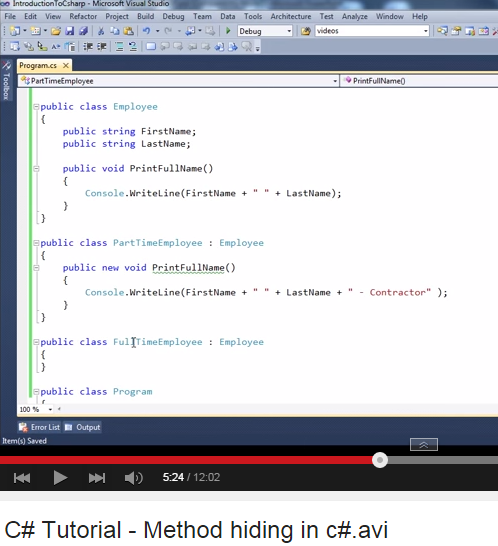 IntroductionToCsharp - Microsoft Visual Studio
File Edit View Refactor Project Build Debug Team Data Tools Architecture Test Analyze Window Help
Debug videos
Toolbox
Program.cs X
PartTimeEmployee PrintFullName()
public class Employee
{
public string FirstName;
public string LastName;
public void PrintFullName()
{
Console.WriteLine(FirstName + " " + LastName);
}
}
public class PartTimeEmployee : Employee
{
public new void PrintFullName()
{
Console.WriteLine(FirstName + " " + LastName + " - Contractor" );
}
}
public class FullTimeEmployee : Employee
{
}
public class Program
{
100 %
Error List Output
Item(s) Saved
5:24 / 12:02
C# Tutorial - Method hiding in c#.avi